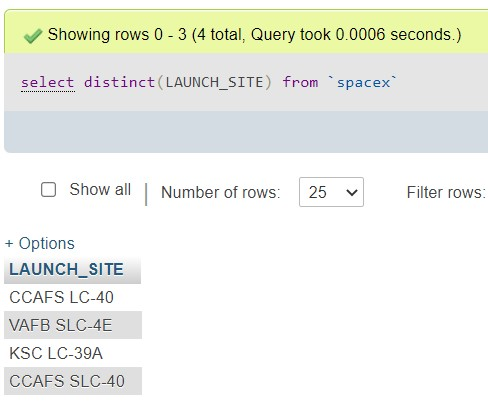 Showing rows 0 - 3 (4 total, Query took 0.0006 seconds.)
select distinct(LAUNCH_SITE) from `spacex`
Show all | Number of rows: 25 Filter rows:
+ Options
LAUNCH_SITE
CCAFS LC-40
VAFB SLC-4E
KSC LC-39A
CCAFS SLC-40